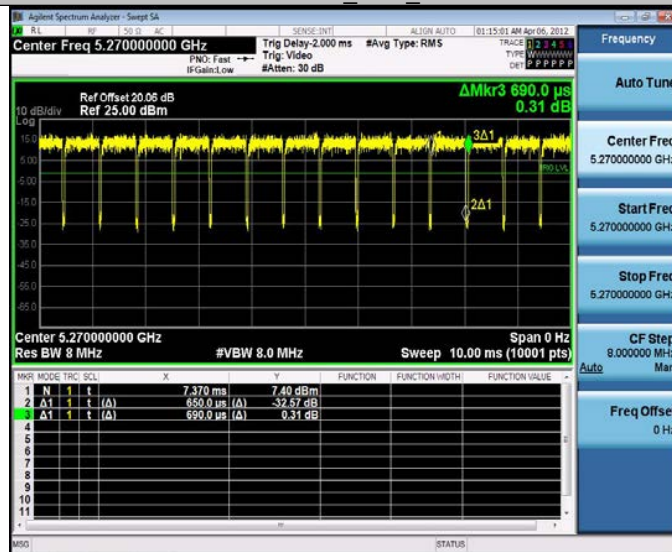 Agilent Spectrum Analyzer - Swept SA
RL RF 50 Ω AC SENSE:INT ALIGN AUTO 01:15:01 AM Apr 06, 2012
Center Freq 5.270000000 GHz
PNO: Fast
IFGain:Low
Trig Delay-2.000 ms
Trig: Video
#Atten: 30 dB
#Avg Type: RMS
TRACE 1 2 3 4 5 6
TYPE WWWWWW
DET P P P P P P
ΔMkr3 690.0 µs
0.31 dB
Ref Offset 20.06 dB
10 dB/div Ref 25.00 dBm
Log
15.0
5.00
-5.00
-15.0
-25.0
-35.0
-45.0
-55.0
-65.0
1
3Δ1
2Δ1
TRIG LVL
Center 5.270000000 GHz Span 0 Hz
Res BW 8 MHz #VBW 8.0 MHz Sweep 10.00 ms (10001 pts)
MKR MODE TRC SCL X Y FUNCTION FUNCTION WIDTH FUNCTION VALUE
1 N 1 t 7.370 ms 7.40 dBm
2 Δ1 1 t (Δ) 650.0 µs (Δ) -32.57 dB
3 Δ1 1 t (Δ) 690.0 µs (Δ) 0.31 dB
4
5
6
7
8
9
10
11
MSG STATUS
Frequency
Auto Tune
Center Freq
5.270000000 GHz
Start Freq
5.270000000 GHz
Stop Freq
5.270000000 GHz
CF Step
8.000000 MHz
Auto Man
Freq Offset
0 Hz